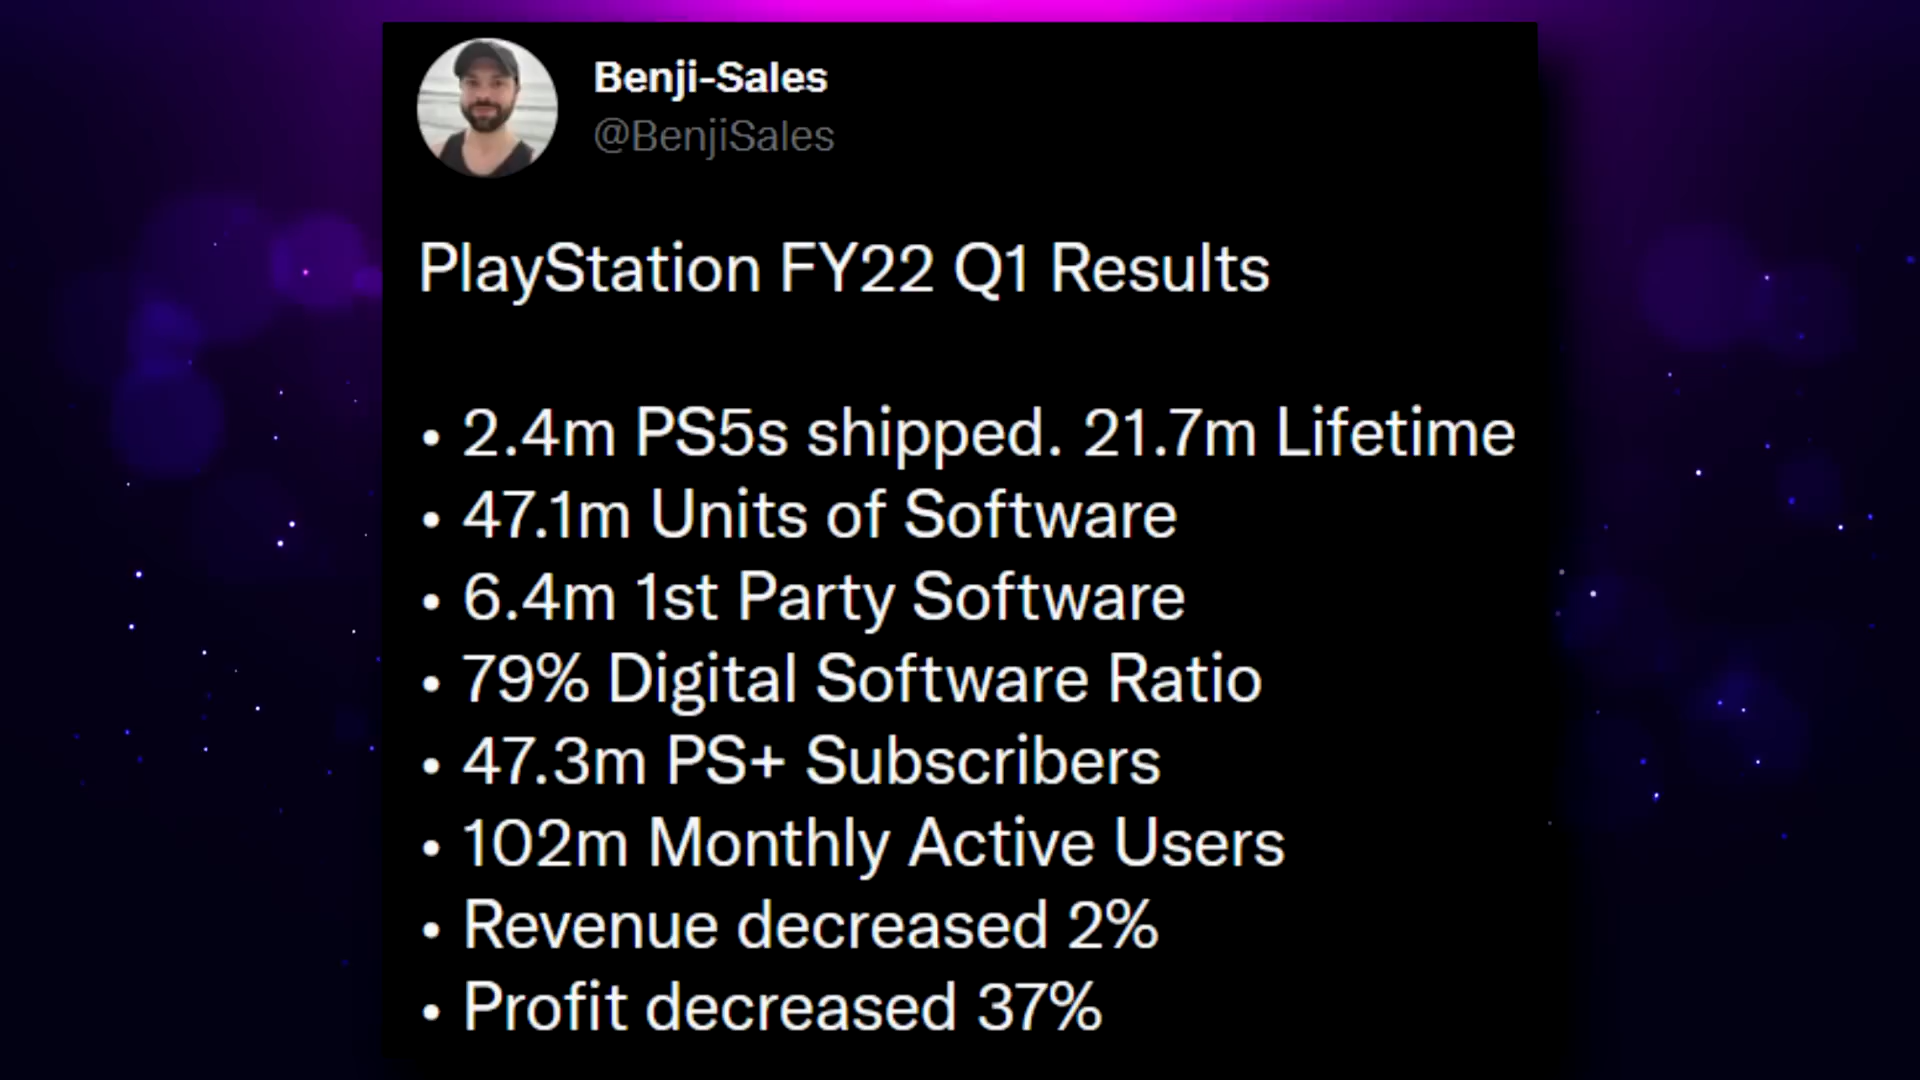 Benji-Sales
@BenjiSales
PlayStation FY22 Q1 Results
• 2.4m PS5s shipped. 21.7m Lifetime
• 47.1m Units of Software
• 6.4m 1st Party Software
• 79% Digital Software Ratio
• 47.3m PS+ Subscribers
• 102m Monthly Active Users
• Revenue decreased 2%
• Profit decreased 37%